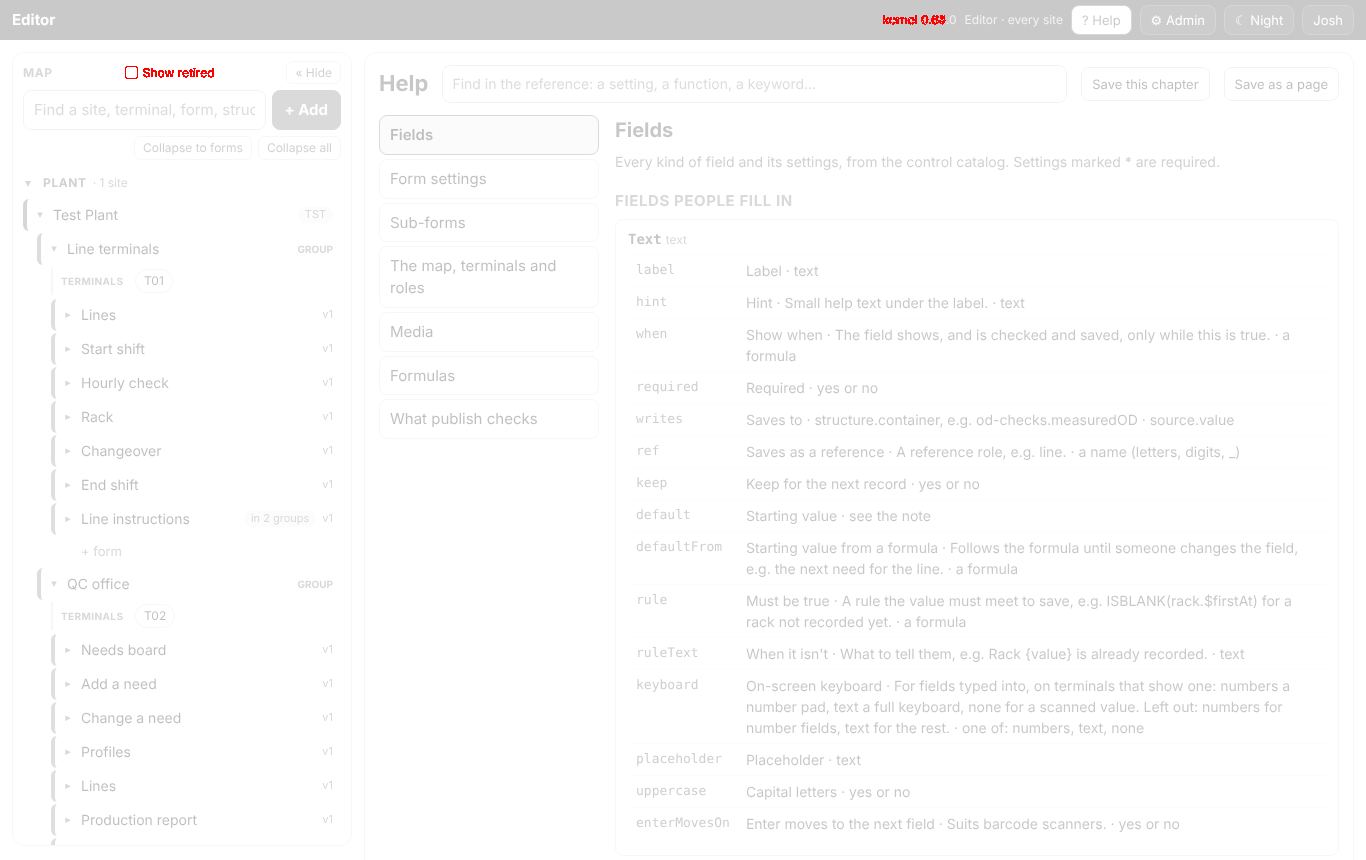 Editor
Editor · every site
? Help
⚙ Admin
☾ Night
Josh
MAP
Show retired
« Hide
Find a site, terminal, form, struc
+ Add
Collapse to forms
Collapse all
▾ PLANT · 1 site
▾ Test Plant TST
▾ Line terminals GROUP
TERMINALS T01
▸ Lines v1
▸ Start shift v1
▸ Hourly check v1
▸ Rack v1
▸ Changeover v1
▸ End shift v1
▸ Line instructions in 2 groups v1
+ form
▾ QC office GROUP
TERMINALS T02
▸ Needs board v1
▸ Add a need v1
▸ Change a need v1
▸ Profiles v1
▸ Lines v1
▸ Production report v1
Help
Find in the reference: a setting, a function, a keyword...
Save this chapter
Save as a page
Fields
Form settings
Sub-forms
The map, terminals and
roles
Media
Formulas
What publish checks
Fields
Every kind of field and its settings, from the control catalog. Settings marked * are required.
FIELDS PEOPLE FILL IN
Text text
label Label · text
hint Hint · Small help text under the label. · text
when Show when · The field shows, and is checked and saved, only while this is true. · a
formula
required Required · yes or no
writes Saves to · structure.container, e.g. od-checks.measuredOD · source.value
ref Saves as a reference · A reference role, e.g. line. · a name (letters, digits, _)
keep Keep for the next record · yes or no
default Starting value · see the note
defaultFrom Starting value from a formula · Follows the formula until someone changes the field,
e.g. the next need for the line. · a formula
rule Must be true · A rule the value must meet to save, e.g. ISBLANK(rack.$firstAt) for a
rack not recorded yet. · a formula
ruleText When it isn't · What to tell them, e.g. Rack {value} is already recorded. · text
keyboard On-screen keyboard · For fields typed into, on terminals that show one: numbers a
number pad, text a full keyboard, none for a scanned value. Left out: numbers for
number fields, text for the rest. · one of: numbers, text, none
placeholder Placeholder · text
uppercase Capital letters · yes or no
enterMovesOn Enter moves to the next field · Suits barcode scanners. · yes or no